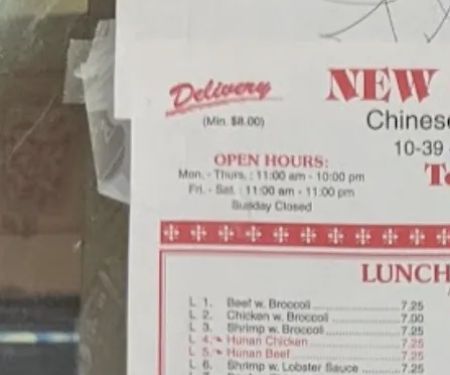 Delivery
NEW
(Min. $8.00)
Chinese
10-39
OPEN HOURS:
Mon. - Thurs. : 11:00 am - 10:00 pm
Fri. - Sat. : 11:00 am - 11:00 pm
Sunday Closed
LUNCH
L 1. Beef w. Broccoli 7.25
L 2. Chicken w. Broccoli 7.00
L 3. Shrimp w. Broccoli 7.25
L 4. Hunan Chicken 7.25
L 5. Hunan Beef 7.25
L 6. Shrimp w. Lobster Sauce 7.25